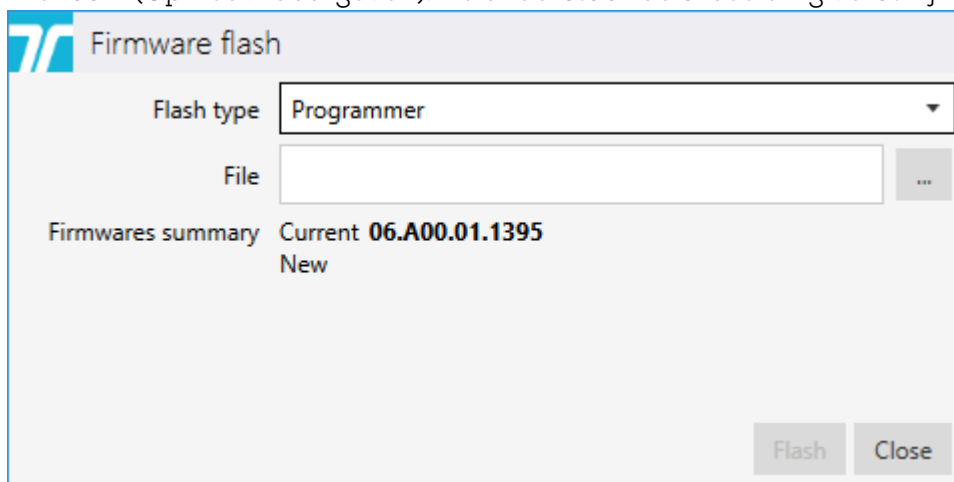 Firmware flash
Flash type Programmer
File ...
Firmwares summary Current 06.A00.01.1395
New
Flash Close